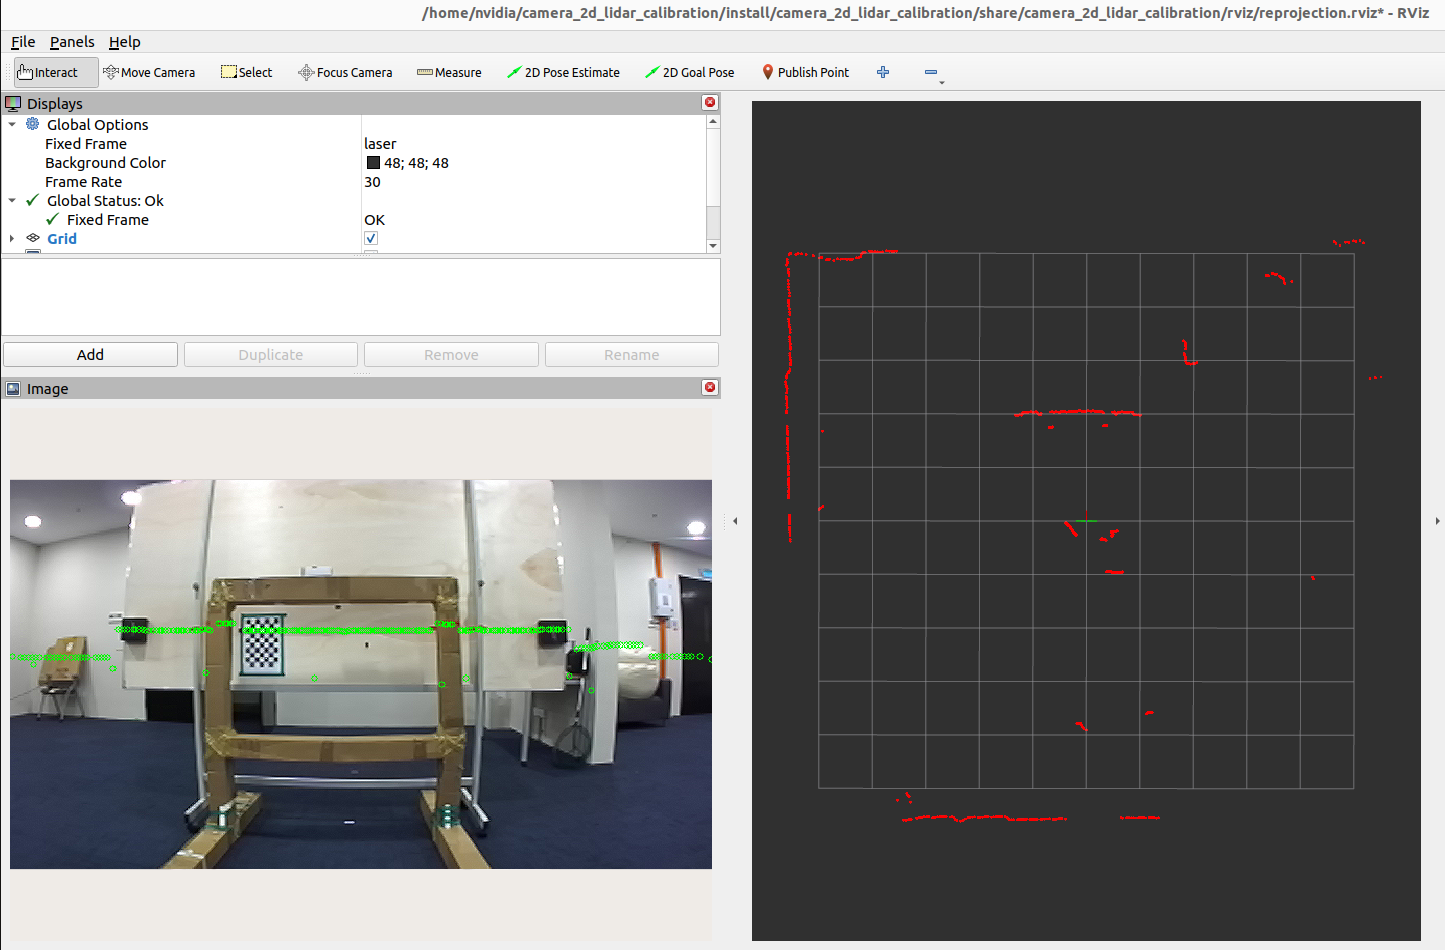 /home/nvidia/camera_2d_lidar_calibration/install/camera_2d_lidar_calibration/share/camera_2d_lidar_calibration/rviz/reprojection.rviz* - RViz
File Panels Help
Interact Move Camera Select Focus Camera Measure 2D Pose Estimate 2D Goal Pose Publish Point
Displays
Global Options
Fixed Frame laser
Background Color 48; 48; 48
Frame Rate 30
Global Status: Ok
Fixed Frame OK
Grid
Add Duplicate Remove Rename
Image